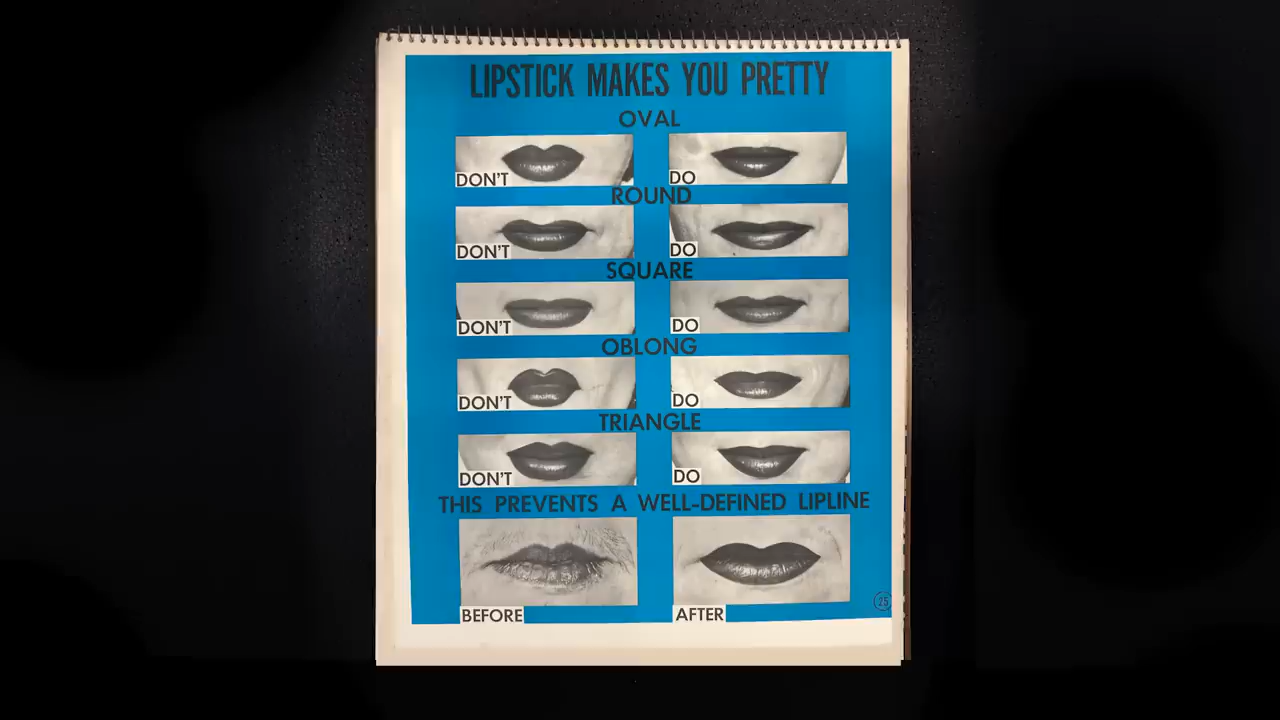 LIPSTICK MAKES YOU PRETTY
OVAL
DON'T DO
ROUND
DON'T DO
SQUARE
DON'T DO
OBLONG
DON'T DO
TRIANGLE
DON'T DO
THIS PREVENTS A WELL-DEFINED LIPLINE
BEFORE AFTER
25